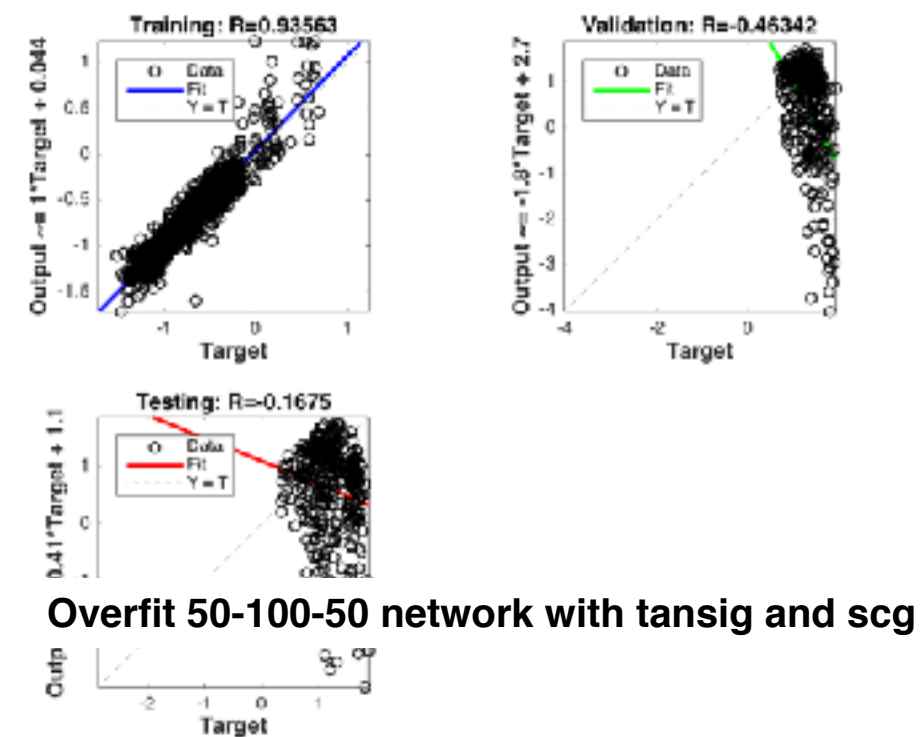 Training: R=0.93563
Output ~= 1*Target + 0.044
Data
Fit
Y = T
1
0.5
0
-0.5
-1
-1.5
-1
0
1
Target
Validation: R=-0.46342
Output ~= -1.8*Target + 2.7
Data
Fit
Y = T
1
0
-1
-2
-3
-4
-4
-2
0
Target
Testing: R=-0.1675
0.41*Target + 1.1
Data
Fit
Y = T
1
0
Overfit 50-100-50 network with tansig and scg
Outp
-2
-1
0
1
Target